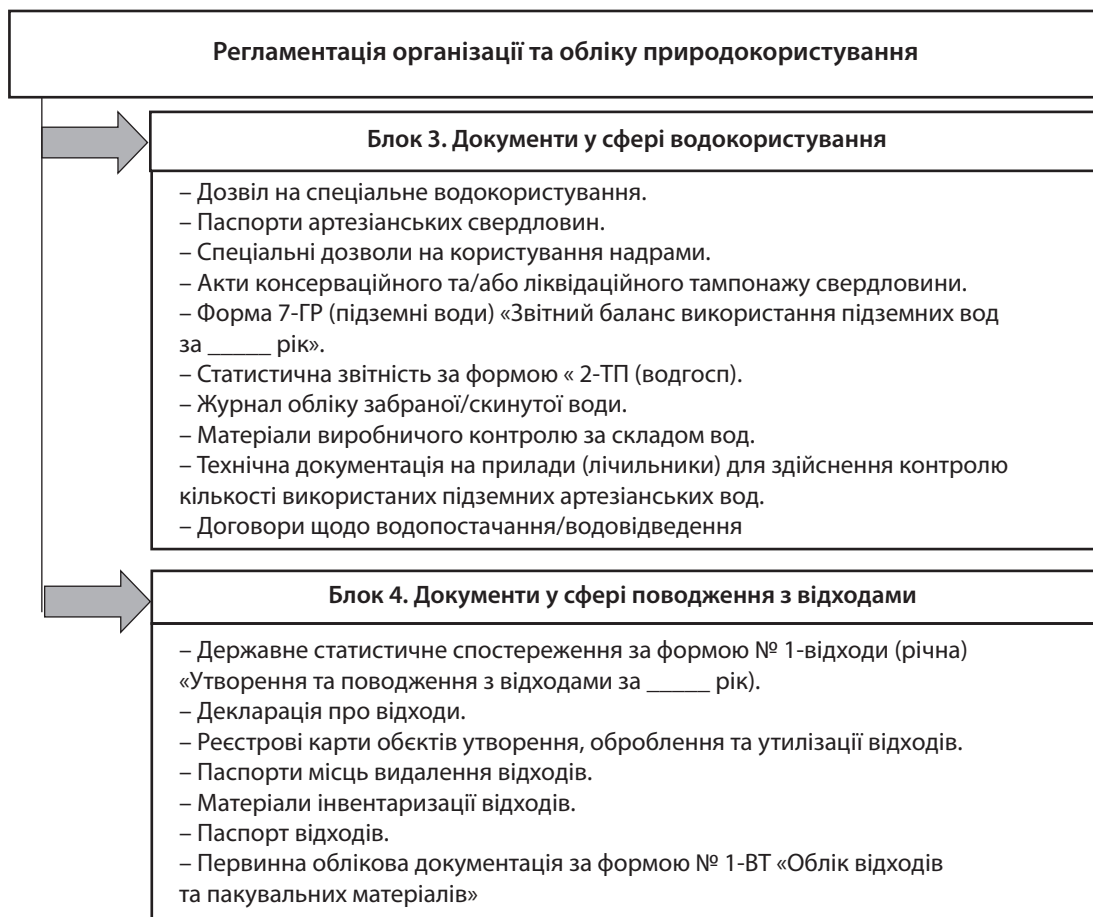 Регламентація організації та обліку природокористування
Блок 3. Документи у сфері водокористування
– Дозвіл на спеціальне водокористування.
– Паспорти артезіанських свердловин.
– Спеціальні дозволи на користування надрами.
– Акти консерваційного та/або ліквідаційного тампонажу свердловини.
– Форма 7-ГР (підземні води) «Звітний баланс використання підземних вод
за _____ рік».
– Статистична звітність за формою « 2-ТП (водгосп).
– Журнал обліку забраної/скинутої води.
– Матеріали виробничого контролю за складом вод.
– Технічна документація на прилади (лічильники) для здійснення контролю
кількості використаних підземних артезіанських вод.
– Договори щодо водопостачання/водовідведення
Блок 4. Документи у сфері поводження з відходами
– Державне статистичне спостереження за формою № 1-відходи (річна)
«Утворення та поводження з відходами за _____ рік).
– Декларація про відходи.
– Реєстрові карти обєктів утворення, оброблення та утилізації відходів.
– Паспорти місць видалення відходів.
– Матеріали інвентаризації відходів.
– Паспорт відходів.
– Первинна облікова документація за формою № 1-ВТ «Облік відходів
та пакувальних матеріалів»